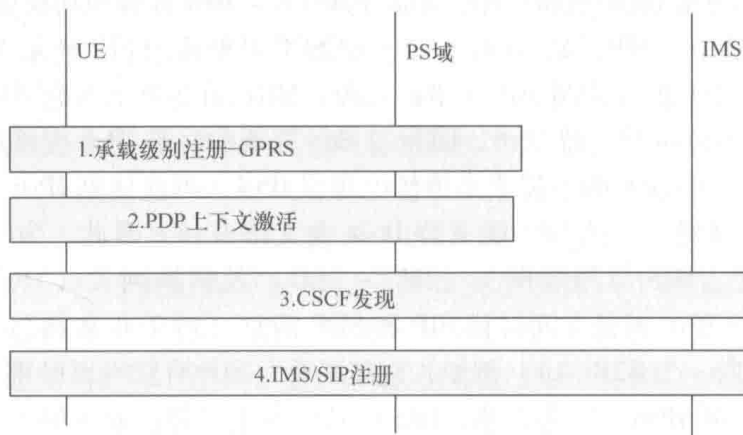 UE
PS域
IMS
1.承载级别注册-GPRS
2.PDP上下文激活
3.CSCF发现
4.IMS/SIP注册